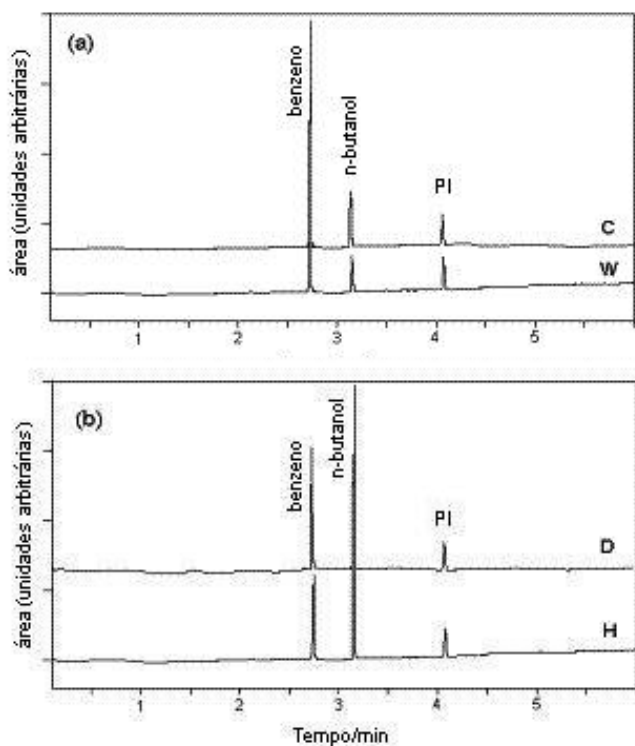 (a)
benzeno
n-butanol
PI
C
W
área (unidades arbitrárias)
1 2 3 4 5
(b)
benzeno
n-butanol
PI
D
H
área (unidades arbitrárias)
1 2 3 4 5
Tempo/min